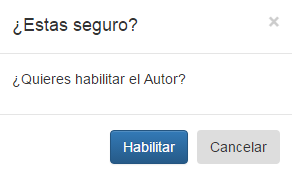 ¿Estas seguro?
×
¿Quieres habilitar el Autor?
Habilitar
Cancelar